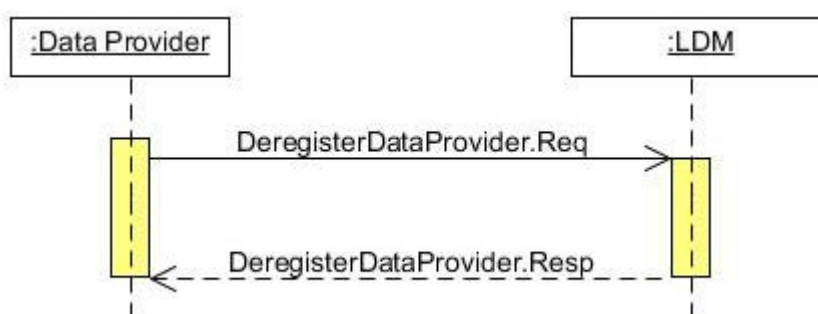 :Data Provider
:LDM
DeregisterDataProvider.Req
DeregisterDataProvider.Resp